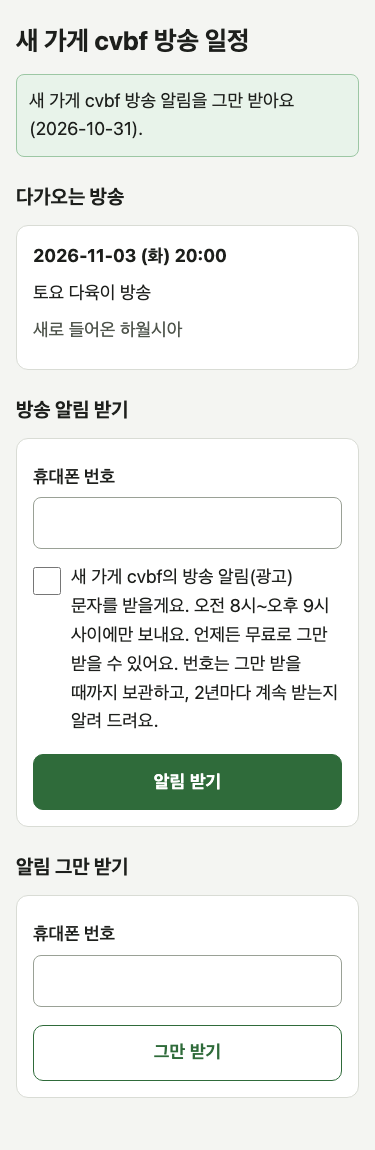 새 가게 cvbf 방송 일정
새 가게 cvbf 방송 알림을 그만 받아요
(2026-10-31).
다가오는 방송
2026-11-03 (화) 20:00
토요 다육이 방송
새로 들어온 하월시아
방송 알림 받기
휴대폰 번호
새 가게 cvbf의 방송 알림(광고)
문자를 받을게요. 오전 8시~오후 9시
사이에만 보내요. 언제든 무료로 그만
받을 수 있어요. 번호는 그만 받을
때까지 보관하고, 2년마다 계속 받는지
알려 드려요.
알림 받기
알림 그만 받기
휴대폰 번호
그만 받기